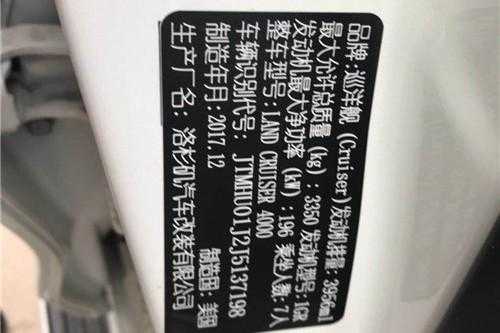 品牌：巡洋舰 (Cruiser)发动机排量：3956ml
最大允许总质量 (kg)：3350 发动机型号：1GR
发动机最大净功率 (kW)：196 乘坐人数：7人
整车型号：LAND CRUISER 4000
车辆识别代号：JTMHU01J2J5137198
制造年月：2017.12 制造国：美国
生产厂名：洛杉矶汽车改装有限公司